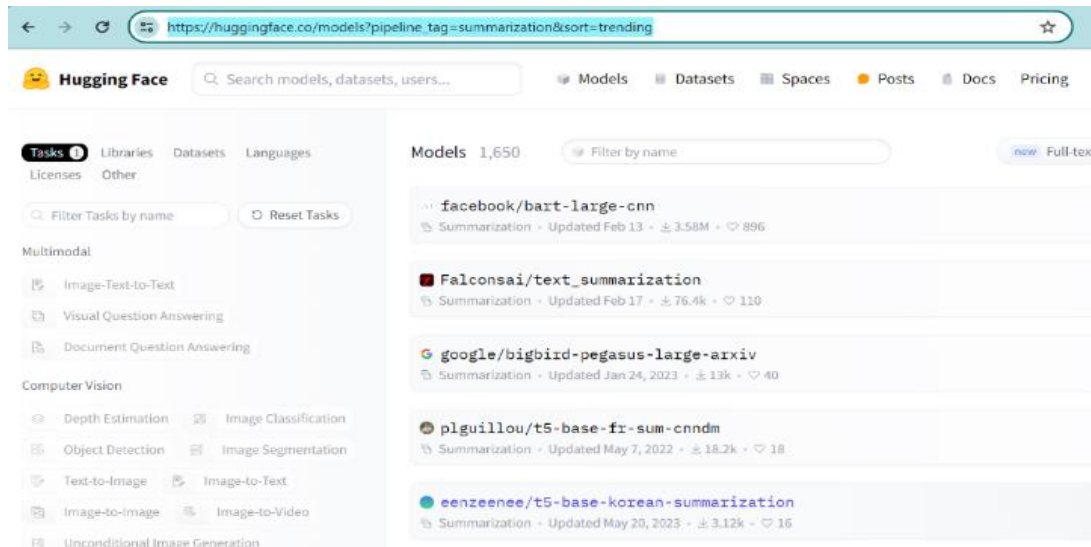 https://huggingface.co/models?pipeline_tag=summarization&sort=trending
Hugging Face
Search models, datasets, users...
Models
Datasets
Spaces
Posts
Docs
Pricing
Tasks 1
Libraries
Datasets
Languages
Licenses
Other
Filter Tasks by name
Reset Tasks
Multimodal
Image-Text-to-Text
Visual Question Answering
Document Question Answering
Computer Vision
Depth Estimation
Image Classification
Object Detection
Image Segmentation
Text-to-Image
Image-to-Text
Image-to-Image
Image-to-Video
Unconditional Image Generation
Models 1,650
Filter by name
new Full-tex
facebook/bart-large-cnn
Summarization • Updated Feb 13 • 3.58M • 896
Falconsai/text_summarization
Summarization • Updated Feb 17 • 76.4k • 110
google/bigbird-pegasus-large-arxiv
Summarization • Updated Jan 24, 2023 • 13k • 40
plguillou/t5-base-fr-sum-cnndm
Summarization • Updated May 7, 2022 • 18.2k • 18
eenzeenee/t5-base-korean-summarization
Summarization • Updated May 20, 2023 • 3.12k • 16